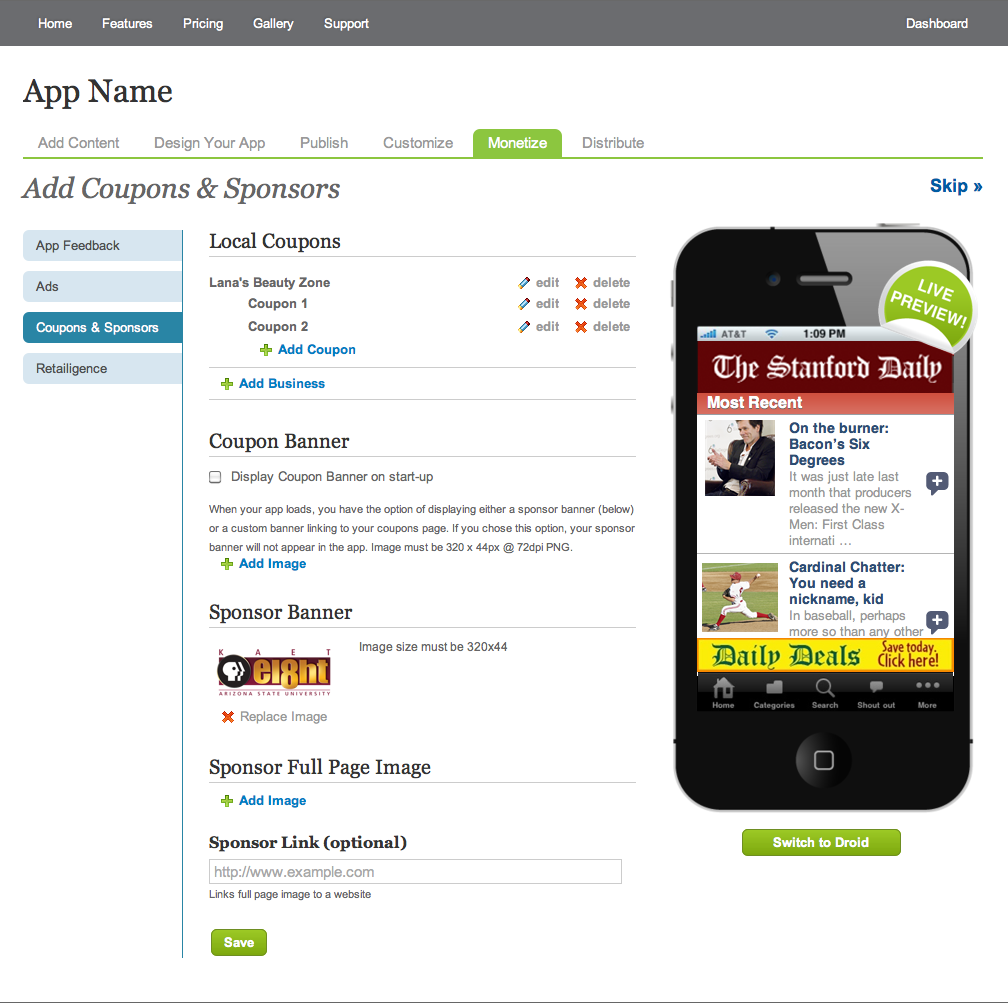 Home Features Pricing Gallery Support Dashboard
App Name
Add Content Design Your App Publish Customize Monetize Distribute
Add Coupons & Sponsors
Skip »
App Feedback
Ads
Coupons & Sponsors
Retailigence
Local Coupons
Lana's Beauty Zone edit delete
Coupon 1 edit delete
Coupon 2 edit delete
Add Coupon
Add Business
Coupon Banner
Display Coupon Banner on start-up
When your app loads, you have the option of displaying either a sponsor banner (below)
or a custom banner linking to your coupons page. If you chose this option, your sponsor
banner will not appear in the app. Image must be 320 x 44px @ 72dpi PNG.
Add Image
Sponsor Banner
Image size must be 320x44
K A E T
PBS
ei8ht
ARIZONA STATE UNIVERSITY
Replace Image
Sponsor Full Page Image
Add Image
Sponsor Link (optional)
http://www.example.com
Links full page image to a website
Save
LIVE
PREVIEW!
AT&T 1:09 PM
The Stanford Daily
Most Recent
On the burner:
Bacon's Six
Degrees
It was just late last
month that producers
released the new X-
Men: First Class
internati …
Cardinal Chatter:
You need a
nickname, kid
In baseball, perhaps
more so than any other
Daily Deals
Save today.
Click here!
Home Categories Search Shout out More
Switch to Droid